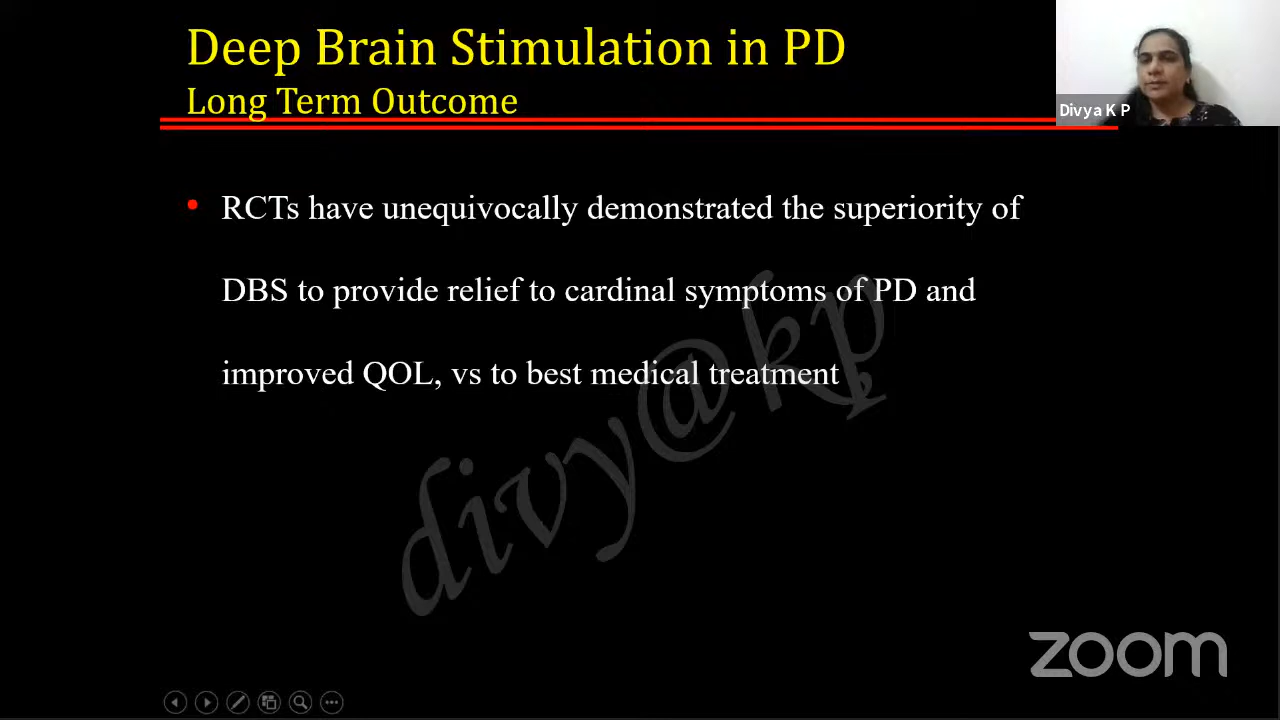 Deep Brain Stimulation in PD
Long Term Outcome
Divya K P
• RCTs have unequivocally demonstrated the superiority of
DBS to provide relief to cardinal symptoms of PD and
improved QOL, vs to best medical treatment
divy@kp
zoom